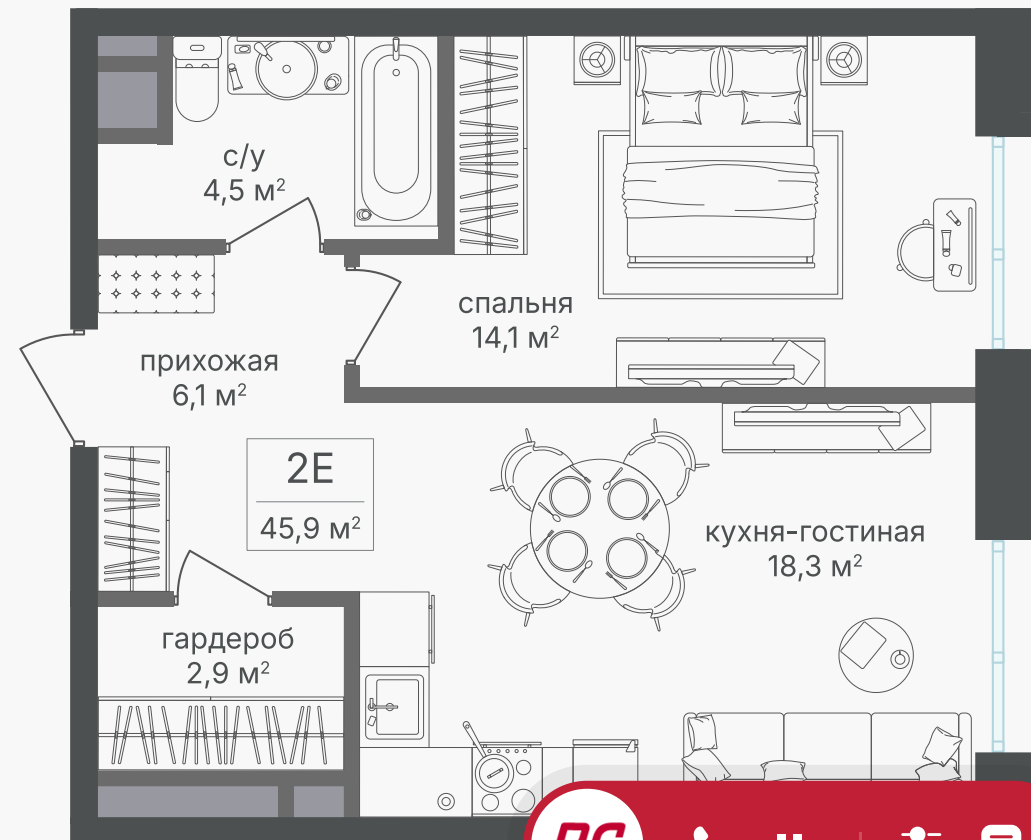 с/у
4,5 м²
спальня
14,1 м²
прихожая
6,1 м²
2Е
45,9 м²
кухня-гостиная
18,3 м²
гардероб
2,9 м²